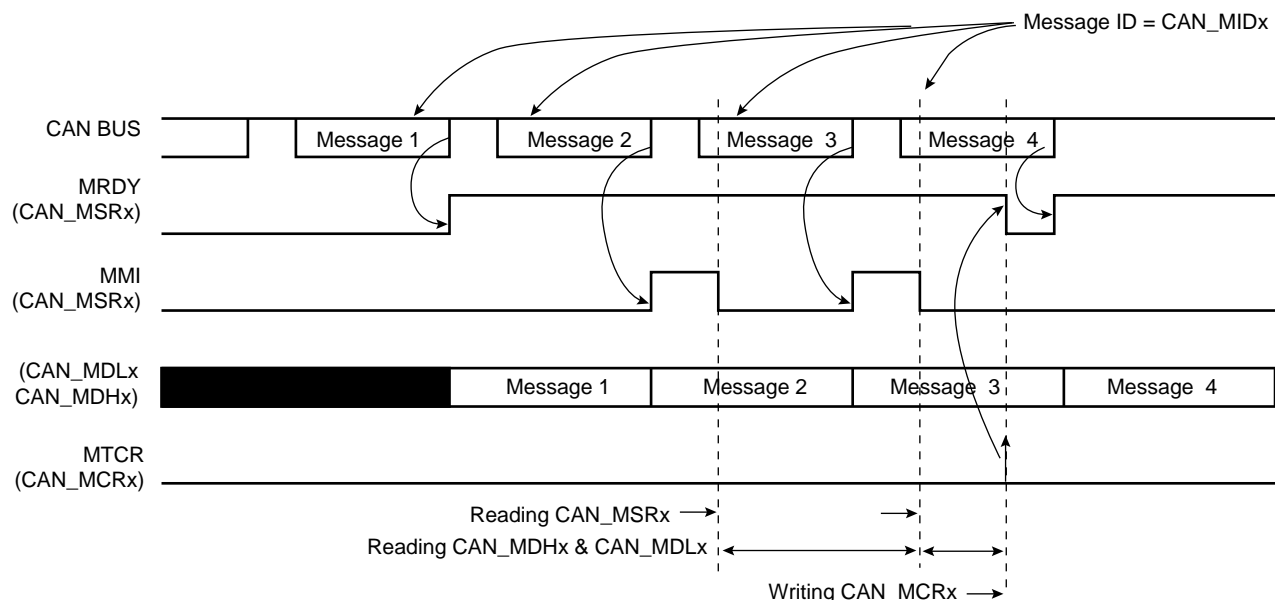 Message ID = CAN_MIDx
CAN BUS
Message 1
Message 2
Message 3
Message 4
MRDY
(CAN_MSRx)
MMI
(CAN_MSRx)
(CAN_MDLx
CAN_MDHx)
Message 1
Message 2
Message 3
Message 4
MTCR
(CAN_MCRx)
Reading CAN_MSRx
Reading CAN_MDHx & CAN_MDLx
Writing CAN_MCRx